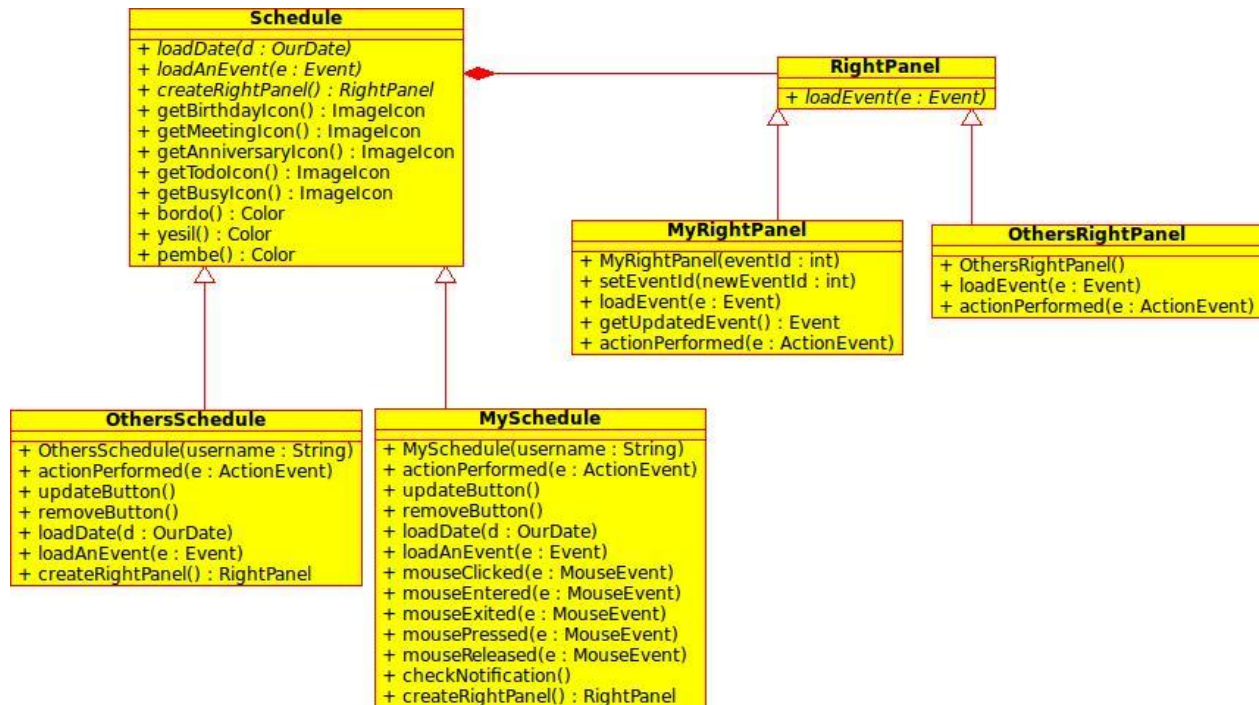 Schedule
+ loadDate(d : OurDate)
+ loadAnEvent(e : Event)
+ createRightPanel() : RightPanel
+ getBirthdayIcon() : ImageIcon
+ getMeetingIcon() : ImageIcon
+ getAnniversaryIcon() : ImageIcon
+ getTodoIcon() : ImageIcon
+ getBusyIcon() : ImageIcon
+ bordo() : Color
+ yesil() : Color
+ pembe() : Color
RightPanel
+ loadEvent(e : Event)
MyRightPanel
+ MyRightPanel(eventId : int)
+ setEventId(newEventId : int)
+ loadEvent(e : Event)
+ getUpdatedEvent() : Event
+ actionPerformed(e : ActionEvent)
OthersRightPanel
+ OthersRightPanel()
+ loadEvent(e : Event)
+ actionPerformed(e : ActionEvent)
OthersSchedule
+ OthersSchedule(username : String)
+ actionPerformed(e : ActionEvent)
+ updateButton()
+ removeButton()
+ loadDate(d : OurDate)
+ loadAnEvent(e : Event)
+ createRightPanel() : RightPanel
MySchedule
+ MySchedule(username : String)
+ actionPerformed(e : ActionEvent)
+ updateButton()
+ removeButton()
+ loadDate(d : OurDate)
+ loadAnEvent(e : Event)
+ mouseClicked(e : MouseEvent)
+ mouseEntered(e : MouseEvent)
+ mouseExited(e : MouseEvent)
+ mousePressed(e : MouseEvent)
+ mouseReleased(e : MouseEvent)
+ checkNotification()
+ createRightPanel() : RightPanel